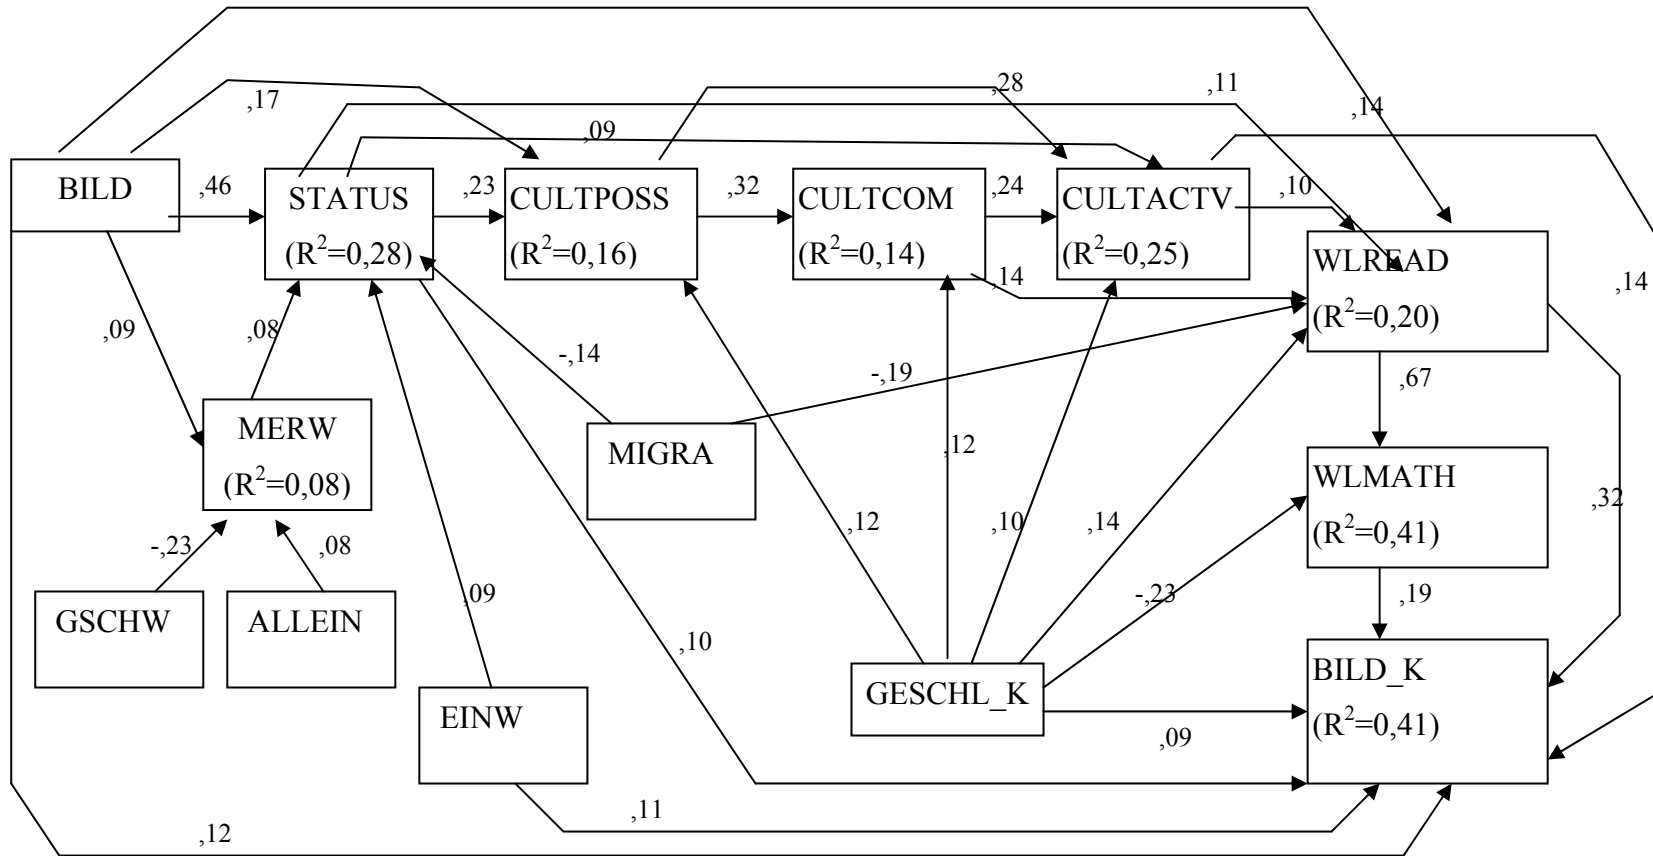 ,17
,28
,11
,14
,09
BILD
,46
STATUS
(R²=0,28)
,23
CULTPOSS
(R²=0,16)
,32
CULTCOM
(R²=0,14)
,24
CULTACTV
(R²=0,25)
,10
WLREAD
(R²=0,20)
,14
,14
,09
,08
-,14
-,19
,67
MERW
(R²=0,08)
MIGRA
,12
WLMATH
(R²=0,41)
,32
-,23
,08
,12
,10
,14
-,23
,19
GSCHW
ALLEIN
,09
,10
EINW
GESCHL_K
BILD_K
(R²=0,41)
,09
,11
,12